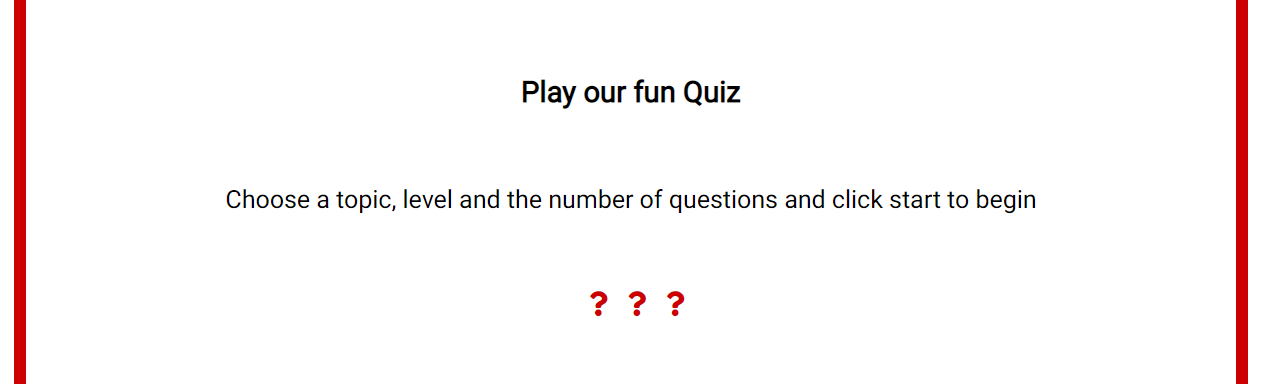 Play our fun Quiz
Choose a topic, level and the number of questions and click start to begin
? ? ?